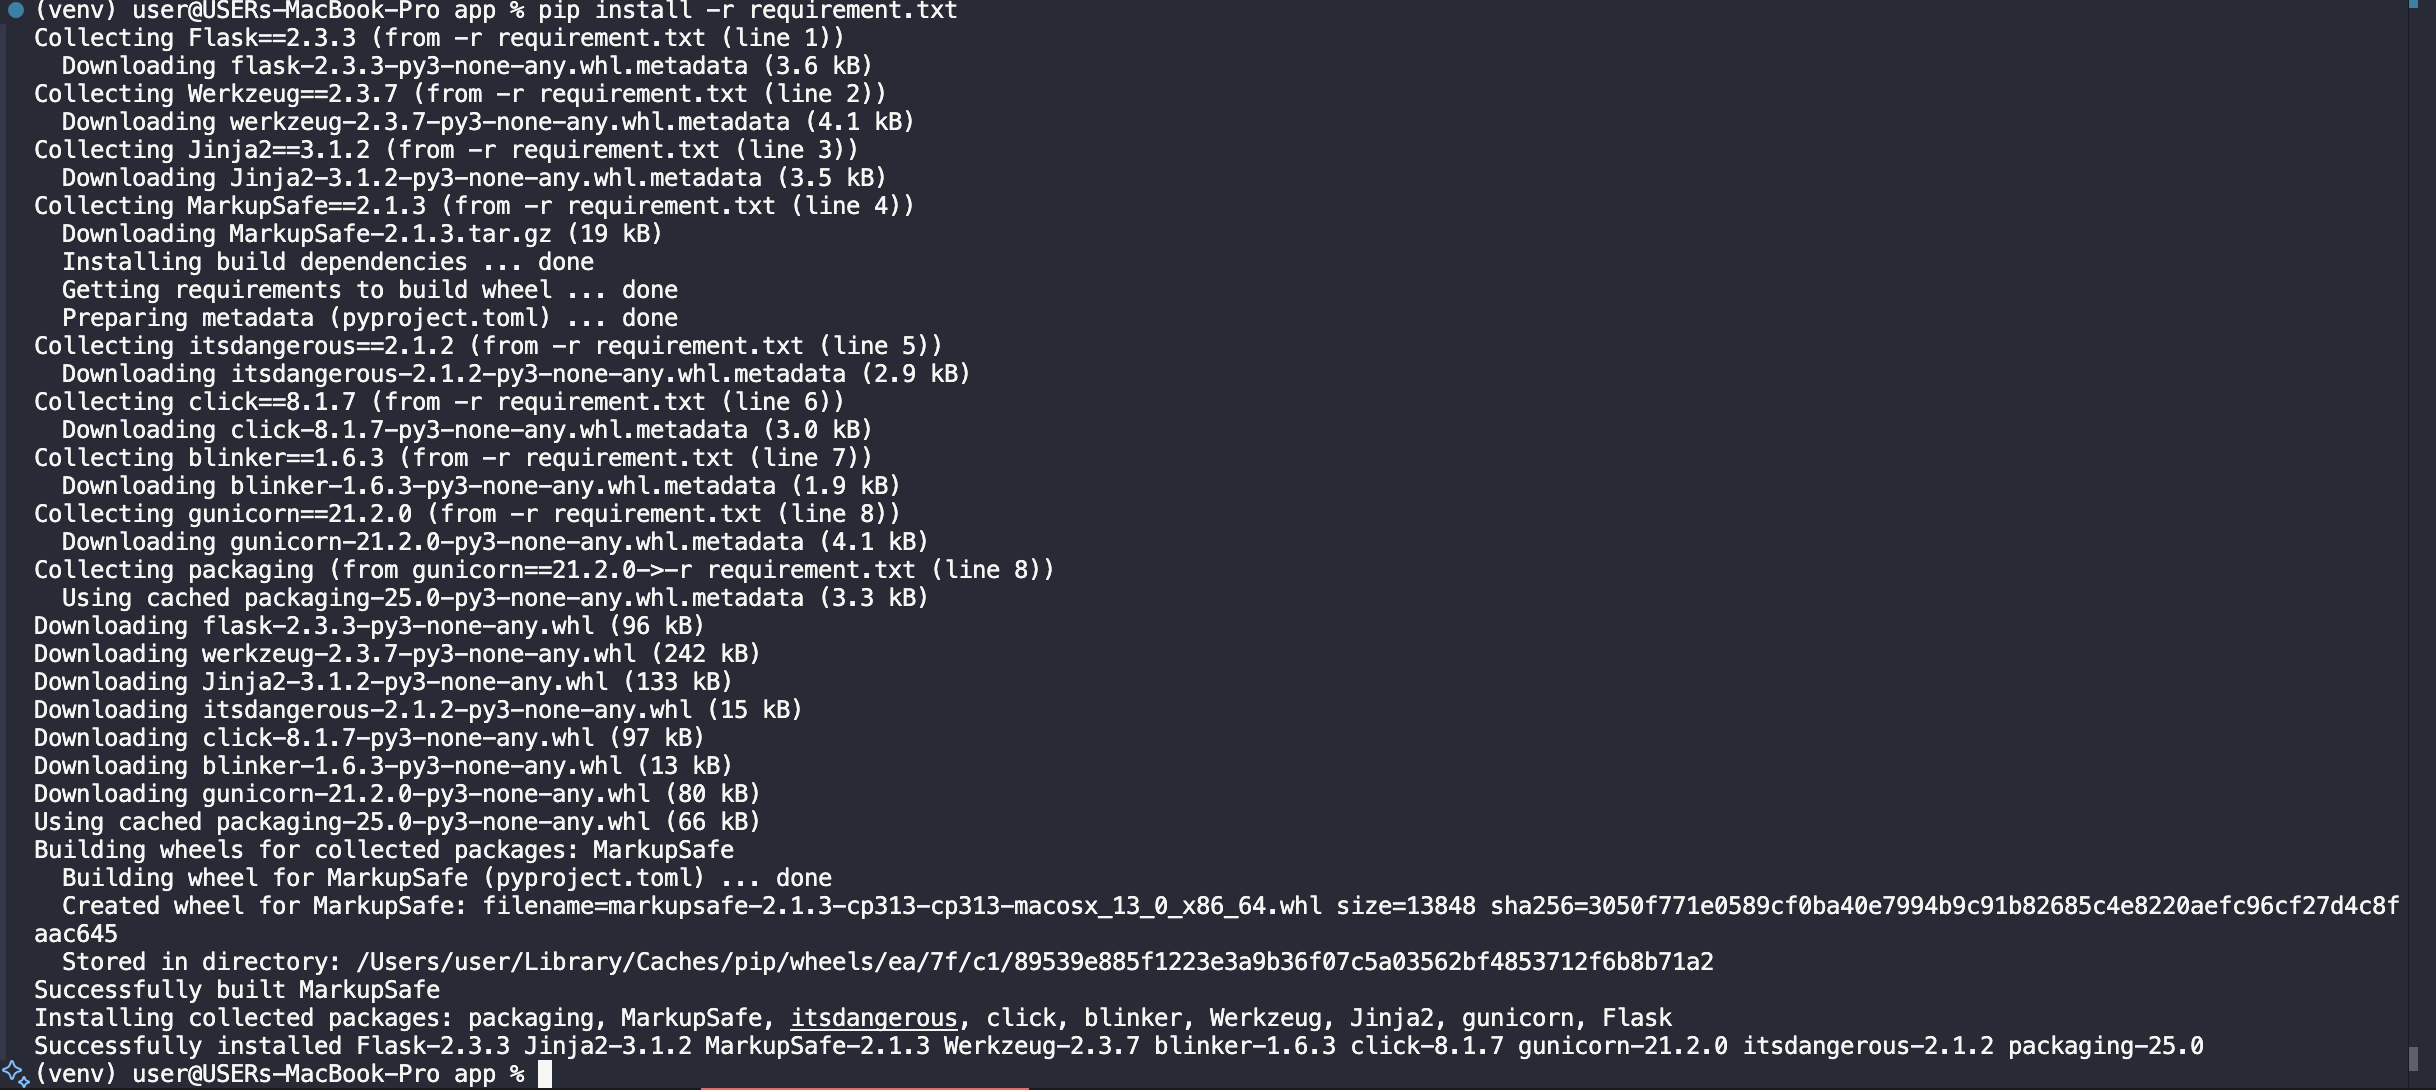 (venv) user@USERs-MacBook-Pro app % pip install -r requirement.txt
Collecting Flask==2.3.3 (from -r requirement.txt (line 1))
  Downloading flask-2.3.3-py3-none-any.whl.metadata (3.6 kB)
Collecting Werkzeug==2.3.7 (from -r requirement.txt (line 2))
  Downloading werkzeug-2.3.7-py3-none-any.whl.metadata (4.1 kB)
Collecting Jinja2==3.1.2 (from -r requirement.txt (line 3))
  Downloading Jinja2-3.1.2-py3-none-any.whl.metadata (3.5 kB)
Collecting MarkupSafe==2.1.3 (from -r requirement.txt (line 4))
  Downloading MarkupSafe-2.1.3.tar.gz (19 kB)
  Installing build dependencies ... done
  Getting requirements to build wheel ... done
  Preparing metadata (pyproject.toml) ... done
Collecting itsdangerous==2.1.2 (from -r requirement.txt (line 5))
  Downloading itsdangerous-2.1.2-py3-none-any.whl.metadata (2.9 kB)
Collecting click==8.1.7 (from -r requirement.txt (line 6))
  Downloading click-8.1.7-py3-none-any.whl.metadata (3.0 kB)
Collecting blinker==1.6.3 (from -r requirement.txt (line 7))
  Downloading blinker-1.6.3-py3-none-any.whl.metadata (1.9 kB)
Collecting gunicorn==21.2.0 (from -r requirement.txt (line 8))
  Downloading gunicorn-21.2.0-py3-none-any.whl.metadata (4.1 kB)
Collecting packaging (from gunicorn==21.2.0->-r requirement.txt (line 8))
  Using cached packaging-25.0-py3-none-any.whl.metadata (3.3 kB)
Downloading flask-2.3.3-py3-none-any.whl (96 kB)
Downloading werkzeug-2.3.7-py3-none-any.whl (242 kB)
Downloading Jinja2-3.1.2-py3-none-any.whl (133 kB)
Downloading itsdangerous-2.1.2-py3-none-any.whl (15 kB)
Downloading click-8.1.7-py3-none-any.whl (97 kB)
Downloading blinker-1.6.3-py3-none-any.whl (13 kB)
Downloading gunicorn-21.2.0-py3-none-any.whl (80 kB)
Using cached packaging-25.0-py3-none-any.whl (66 kB)
Building wheels for collected packages: MarkupSafe
  Building wheel for MarkupSafe (pyproject.toml) ... done
  Created wheel for MarkupSafe: filename=markupsafe-2.1.3-cp313-cp313-macosx_13_0_x86_64.whl size=13848 sha256=3050f771e0589cf0ba40e7994b9c91b82685c4e8220aefc96cf27d4c8f
aac645
  Stored in directory: /Users/user/Library/Caches/pip/wheels/ea/7f/c1/89539e885f1223e3a9b36f07c5a03562bf4853712f6b8b71a2
Successfully built MarkupSafe
Installing collected packages: packaging, MarkupSafe, itsdangerous, click, blinker, Werkzeug, Jinja2, gunicorn, Flask
Successfully installed Flask-2.3.3 Jinja2-3.1.2 MarkupSafe-2.1.3 Werkzeug-2.3.7 blinker-1.6.3 click-8.1.7 gunicorn-21.2.0 itsdangerous-2.1.2 packaging-25.0
(venv) user@USERs-MacBook-Pro app %